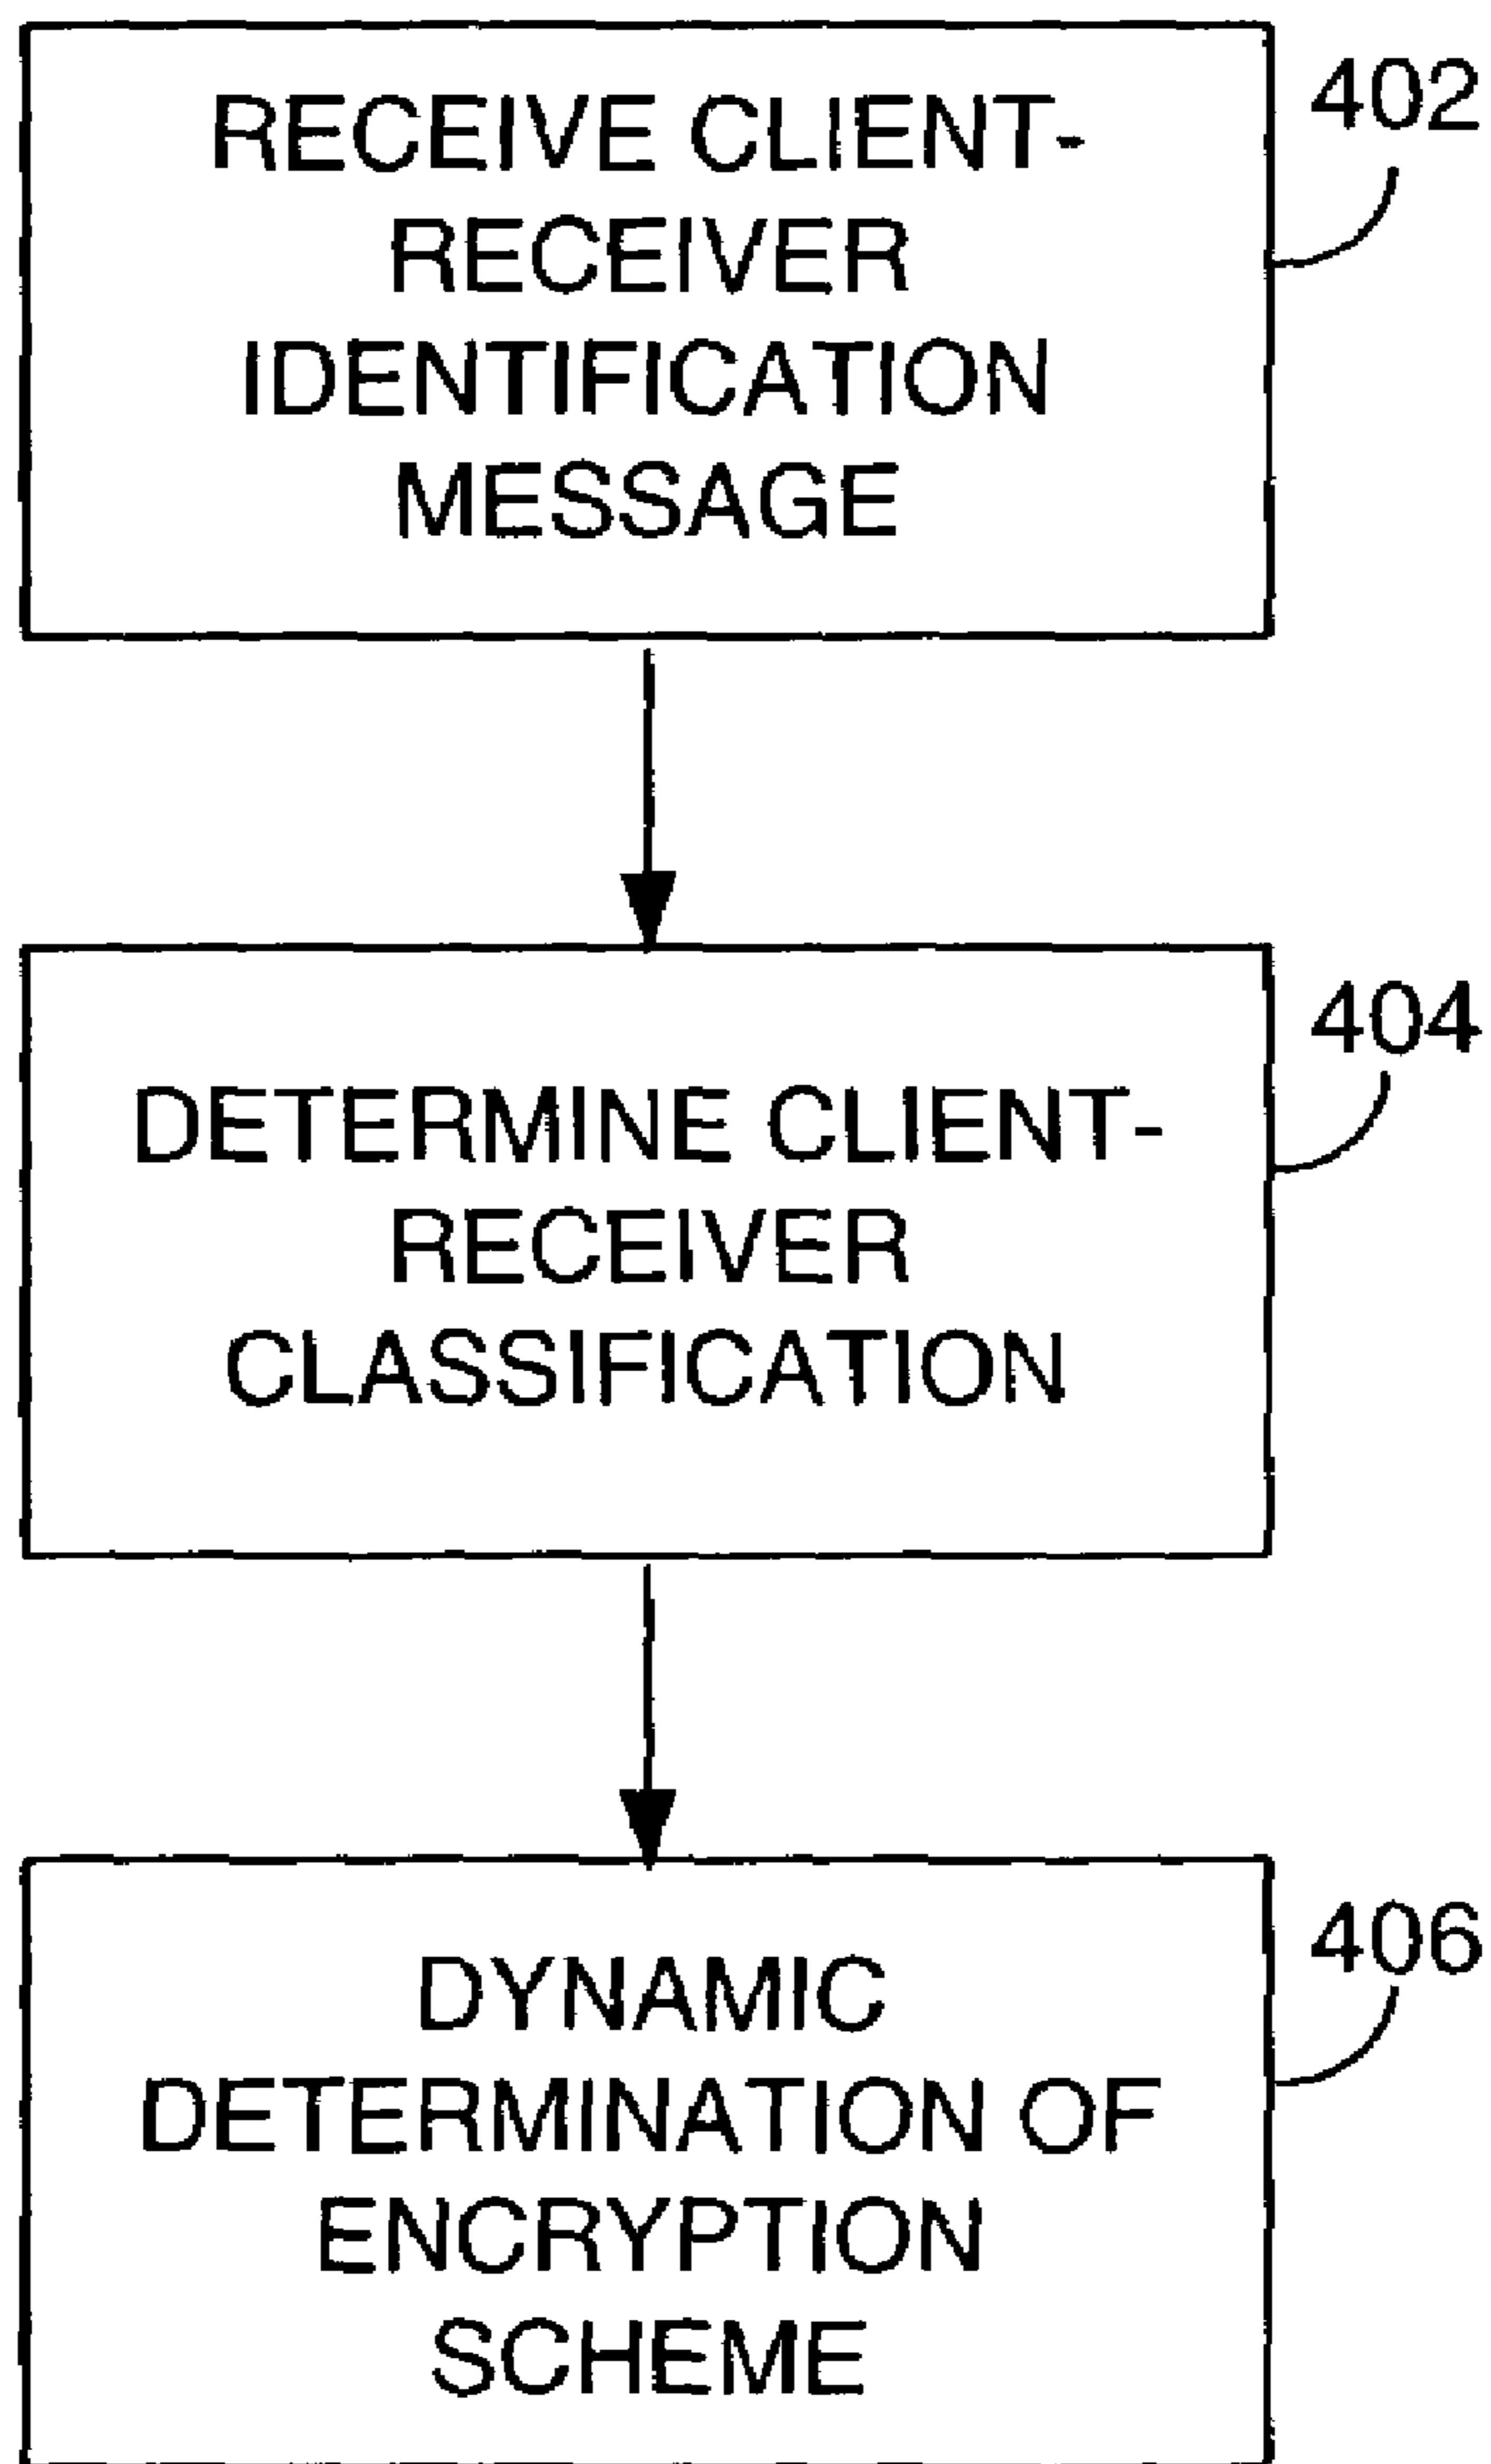 RECEIVE CLIENT-
RECEIVER
IDENTIFICATION
MESSAGE
402
DETERMINE CLIENT-
RECEIVER
CLASSIFICATION
404
DYNAMIC
DETERMINATION OF
ENCRYPTION
SCHEME
406